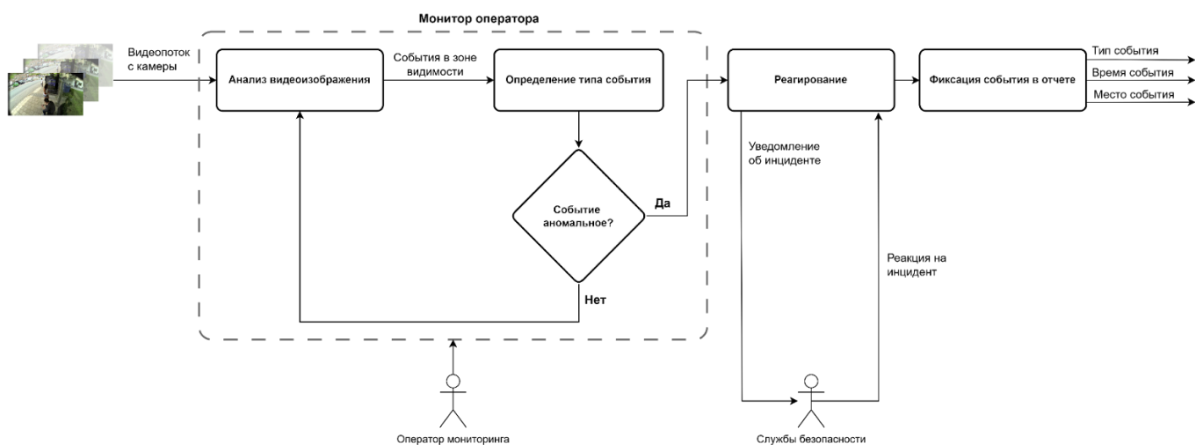 Монитор оператора
Видеопоток
с камеры
Анализ видеоизображения
События в зоне
видимости
Определение типа события
Реагирование
Фиксация события в отчете
Тип события
Время события
Место события
Уведомление
об инциденте
Событие
аномальное?
Да
Нет
Реакция на
инцидент
Оператор мониторинга
Службы безопасности